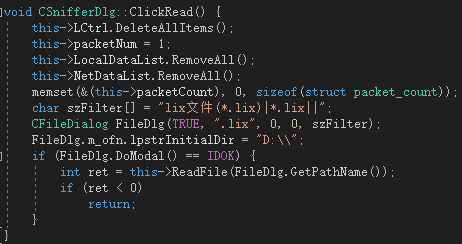 void CSnifferDlg::ClickRead() {
this->LCtrl.DeleteAllItems();
this->packetNum = 1;
this->LocalDataList.RemoveAll();
this->NetDataList.RemoveAll();
memset(&(this->packetCount), 0, sizeof(struct packet_count));
char szFilter[] = "lix文件(*.lix)|*.lix||";
CFileDialog FileDlg(TRUE, ".lix", 0, 0, szFilter);
FileDlg.m_ofn.lpstrInitialDir = "D:\\";
if (FileDlg.DoModal() == IDOK) {
int ret = this->ReadFile(FileDlg.GetPathName());
if (ret < 0)
return;
}
}